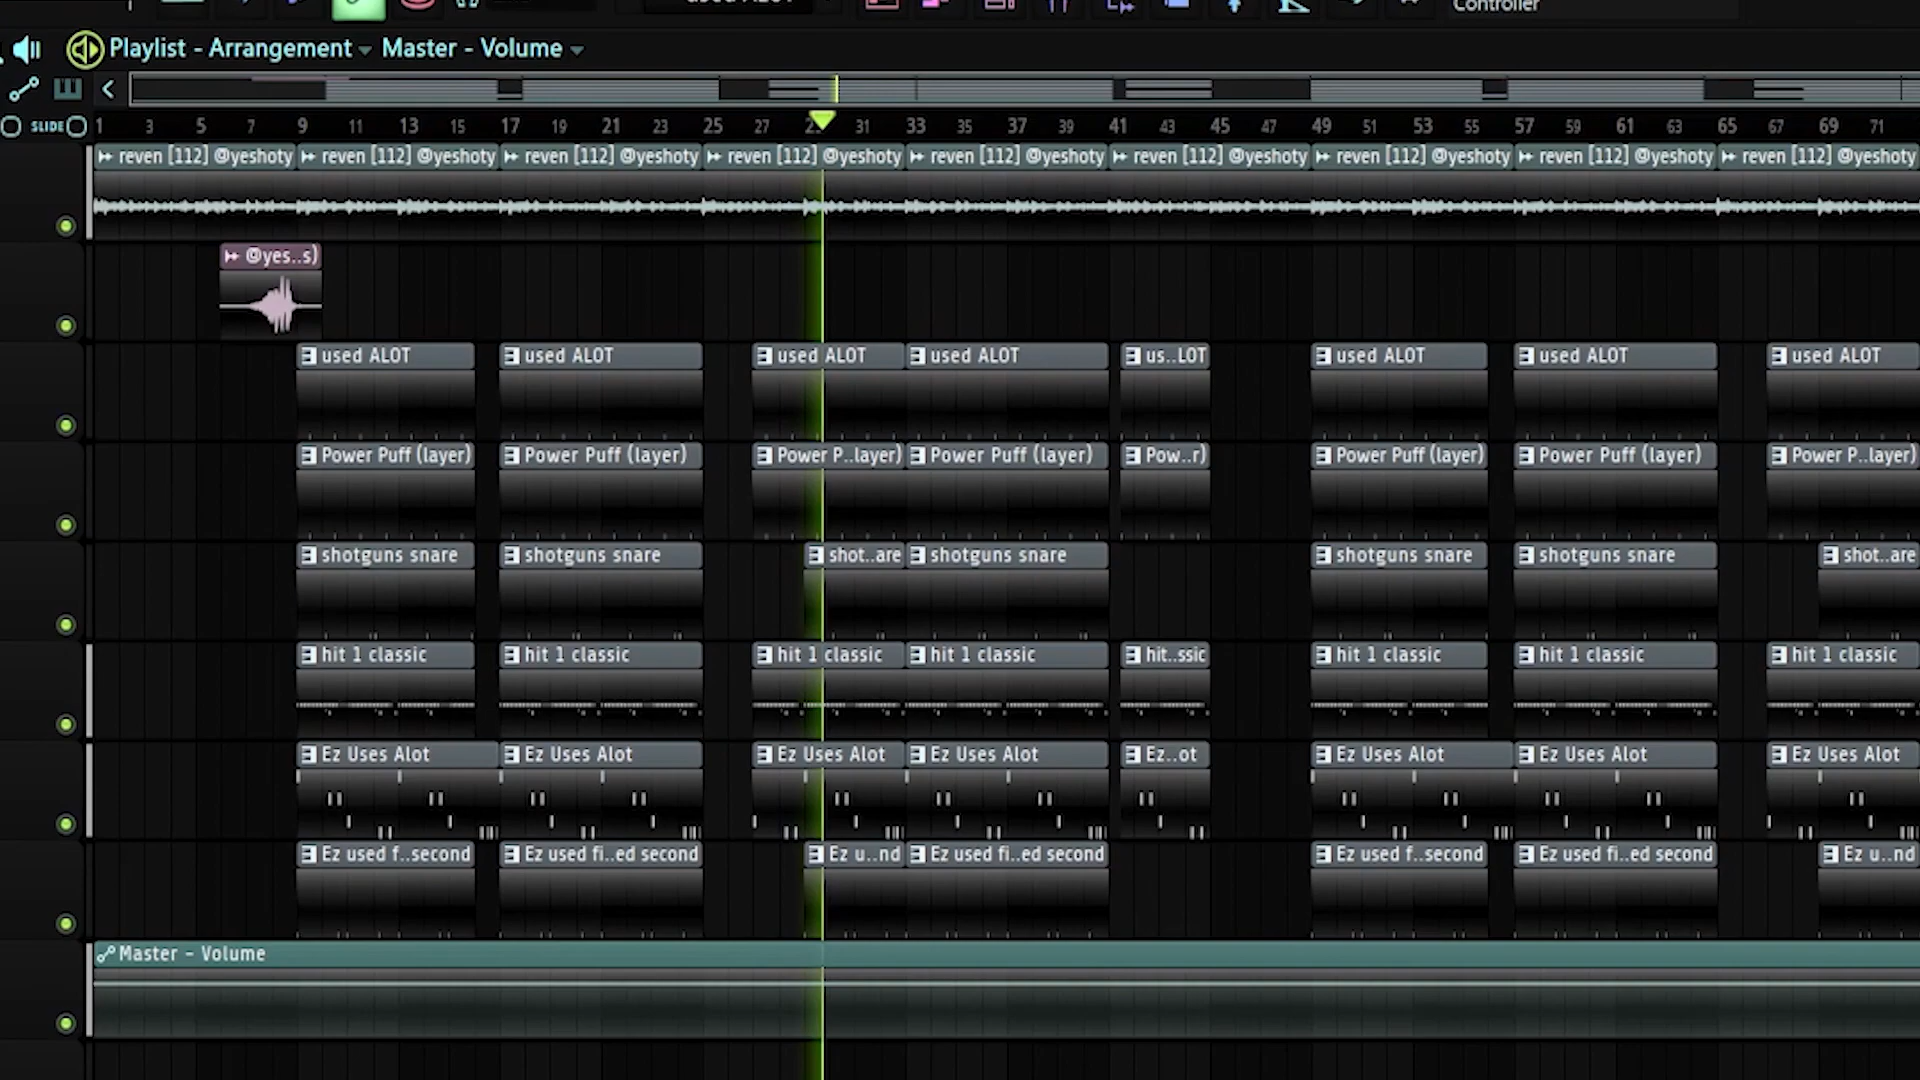 Controller
Playlist - Arrangement Master - Volume
SLIDE 1 3 5 7 9 11 13 15 17 19 21 23 25 27 31 33 35 37 39 41 43 45 47 49 51 53 55 57 59 61 63 65 67 69 71
reven [112] @yeshoty reven [112] @yeshoty reven [112] @yeshoty reven [112] @yeshoty reven [112] @yeshoty reven [112] @yeshoty reven [112] @yeshoty reven [112] @yeshoty reven [112] @yeshoty
@yes..s)
used ALOT used ALOT used ALOT used ALOT us..LOT used ALOT used ALOT used ALOT
Power Puff (layer) Power Puff (layer) Power P..layer) Power Puff (layer) Pow..r) Power Puff (layer) Power Puff (layer) Power P..layer)
shotguns snare shotguns snare shot..are shotguns snare shotguns snare shotguns snare shot..are
hit 1 classic hit 1 classic hit 1 classic hit 1 classic hit..ssic hit 1 classic hit 1 classic hit 1 classic
Ez Uses Alot Ez Uses Alot Ez Uses Alot Ez Uses Alot Ez..ot Ez Uses Alot Ez Uses Alot Ez Uses Alot
Ez used f..second Ez used fi..ed second Ez u..nd Ez used fi..ed second Ez used f..second Ez used fi..ed second Ez u..nd
Master - Volume